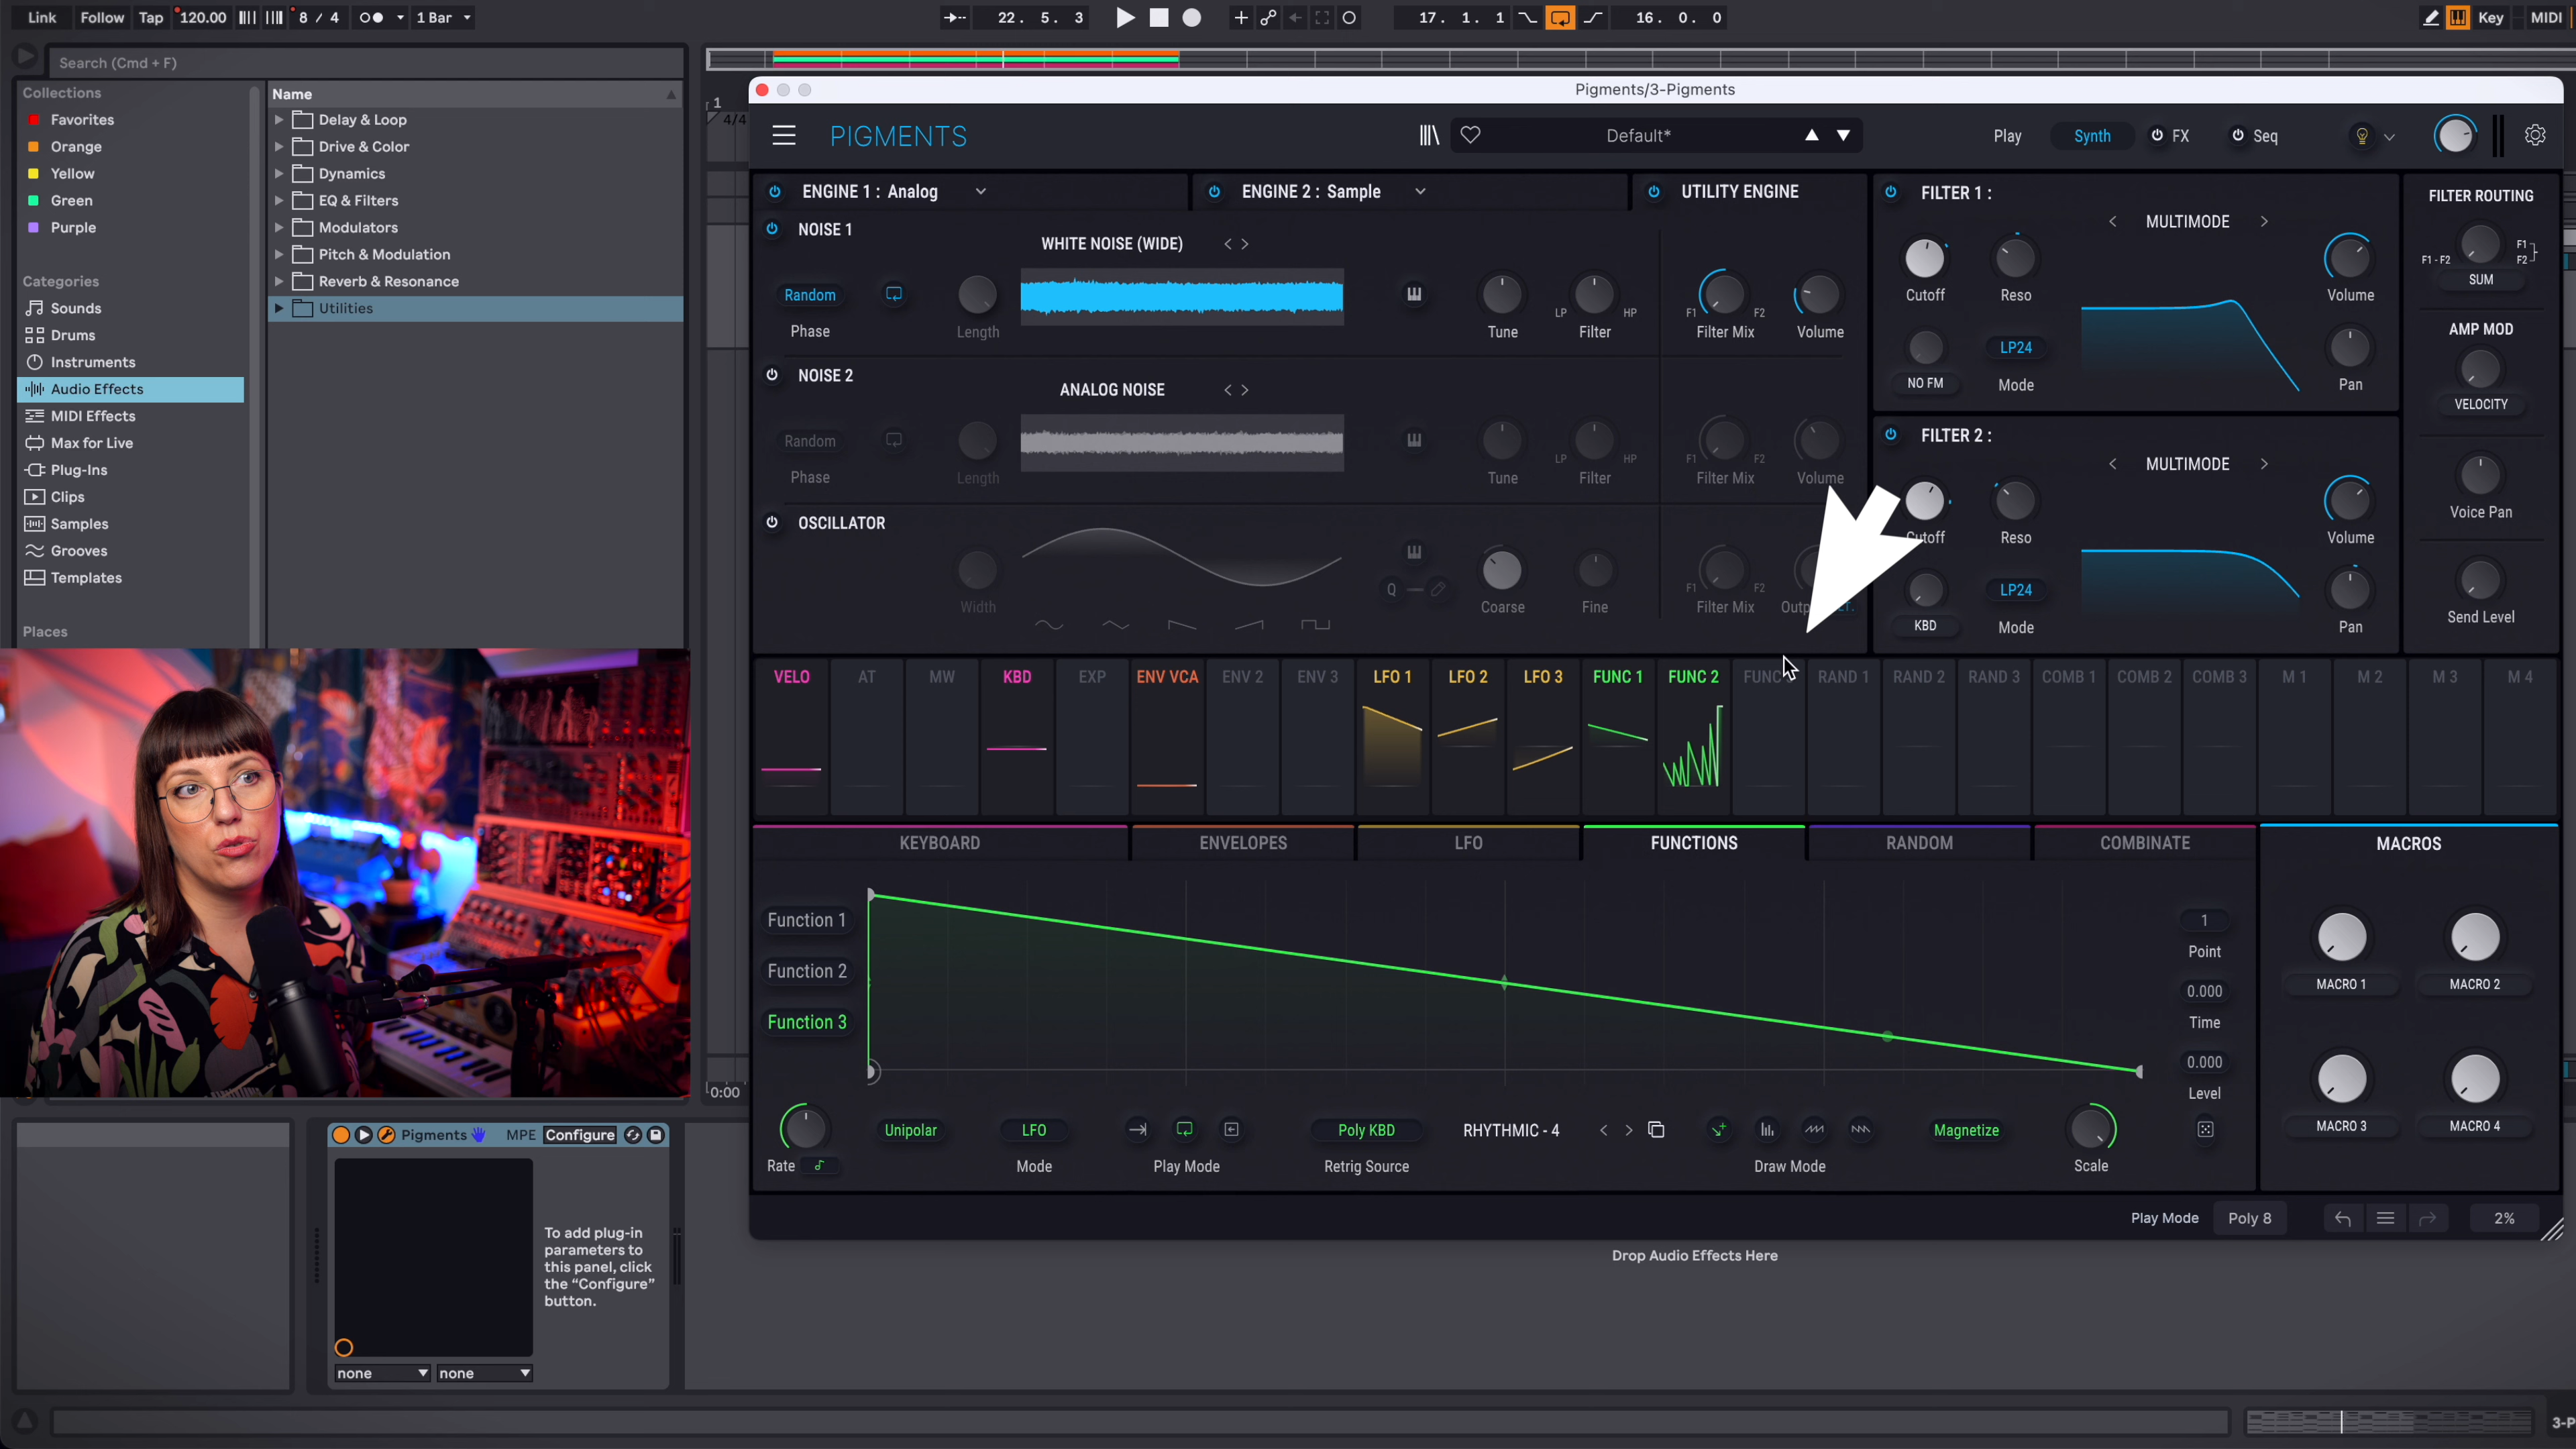 Link Follow Tap 120.00 8 / 4 1 Bar 22. 5. 3 17. 1. 1 16. 0. 0 Key MIDI
Search (Cmd + F)
Collections
Favorites
Orange
Yellow
Green
Purple
Categories
Sounds
Drums
Instruments
Audio Effects
MIDI Effects
Max for Live
Plug-Ins
Clips
Samples
Grooves
Templates
Places
Name
Delay & Loop
Drive & Color
Dynamics
EQ & Filters
Modulators
Pitch & Modulation
Reverb & Resonance
Utilities
1
4/4
0:00
Pigments/3-Pigments
PIGMENTS Default* Play Synth FX Seq
ENGINE 1 : Analog ENGINE 2 : Sample UTILITY ENGINE
NOISE 1
WHITE NOISE (WIDE) < >
Random
LP HP F1 F2
Phase Length Tune Filter Filter Mix Volume
NOISE 2
ANALOG NOISE < >
Random
LP HP F1 F2
Phase Length Tune Filter Filter Mix Volume
OSCILLATOR
Q F1 F2
Width Coarse Fine Filter Mix
FILTER 1 :
< MULTIMODE >
Cutoff Reso Volume
NO FM LP24
Mode Pan
FILTER 2 :
< MULTIMODE >
Cutoff Reso Volume
KBD LP24
Mode Pan
FILTER ROUTING
F1 - F2 F1 F2
SUM
AMP MOD
VELOCITY
Voice Pan
Send Level
VELO AT MW KBD EXP ENV VCA ENV 2 ENV 3 LFO 1 LFO 2 LFO 3 FUNC 1 FUNC 2 FUNC RAND 1 RAND 2 RAND 3 COMB 1 COMB 2 COMB 3 M 1 M 2 M 3 M 4
KEYBOARD ENVELOPES LFO FUNCTIONS RANDOM COMBINATE MACROS
Function 1
Function 2
Function 3
1
Point
0.000
Time
0.000
Level
MACRO 1 MACRO 2
MACRO 3 MACRO 4
Unipolar LFO Poly KBD RHYTHMIC - 4 < > Magnetize
Rate Mode Play Mode Retrig Source Draw Mode Scale
Play Mode Poly 8 2%
Drop Audio Effects Here
Pigments MPE Configure
To add plug-in
parameters to
this panel, click
the “Configure”
button.
none none
3-P